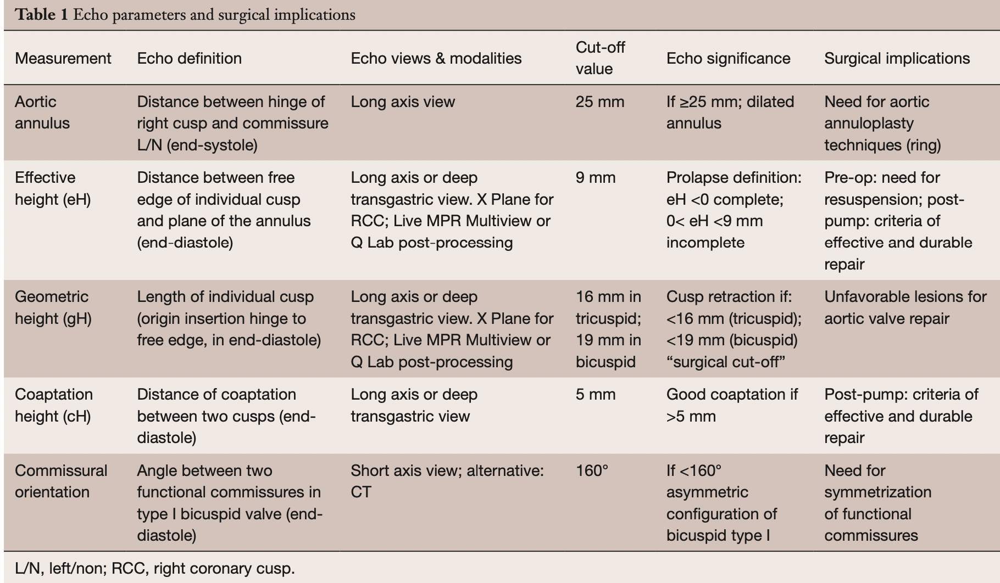 Table 1 Echo parameters and surgical implications
Measurement
Echo definition
Echo views & modalities
Cut-off
value
Echo significance
Surgical implications
Aortic
annulus
Distance between hinge of
right cusp and commissure
L/N (end-systole)
Long axis view
25 mm
If ≥25 mm; dilated
annulus
Need for aortic
annuloplasty
techniques (ring)
Effective
height (eH)
Distance between free
edge of individual cusp
and plane of the annulus
(end-diastole)
Long axis or deep
transgastric view. X Plane for
RCC; Live MPR Multiview or
Q Lab post-processing
9 mm
Prolapse definition:
eH <0 complete;
0< eH <9 mm
incomplete
Pre-op: need for
resuspension; post-
pump: criteria of
effective and durable
repair
Geometric
height (gH)
Length of individual cusp
(origin insertion hinge to
free edge, in end-diastole)
Long axis or deep
transgastric view. X Plane for
RCC; Live MPR Multiview or
Q Lab post-processing
16 mm in
tricuspid;
19 mm in
bicuspid
Cusp retraction if:
<16 mm (tricuspid);
<19 mm (bicuspid)
“surgical cut-off”
Unfavorable lesions for
aortic valve repair
Coaptation
height (cH)
Distance of coaptation
between two cusps (end-
diastole)
Long axis or deep
transgastric view
5 mm
Good coaptation if
>5 mm
Post-pump: criteria of
effective and durable
repair
Commissural
orientation
Angle between two
functional commissures in
type I bicuspid valve (end-
diastole)
Short axis view; alternative:
CT
160°
If <160°
asymmetric
configuration of
bicuspid type I
Need for
symmetrization
of functional
commissures
L/N, left/non; RCC, right coronary cusp.